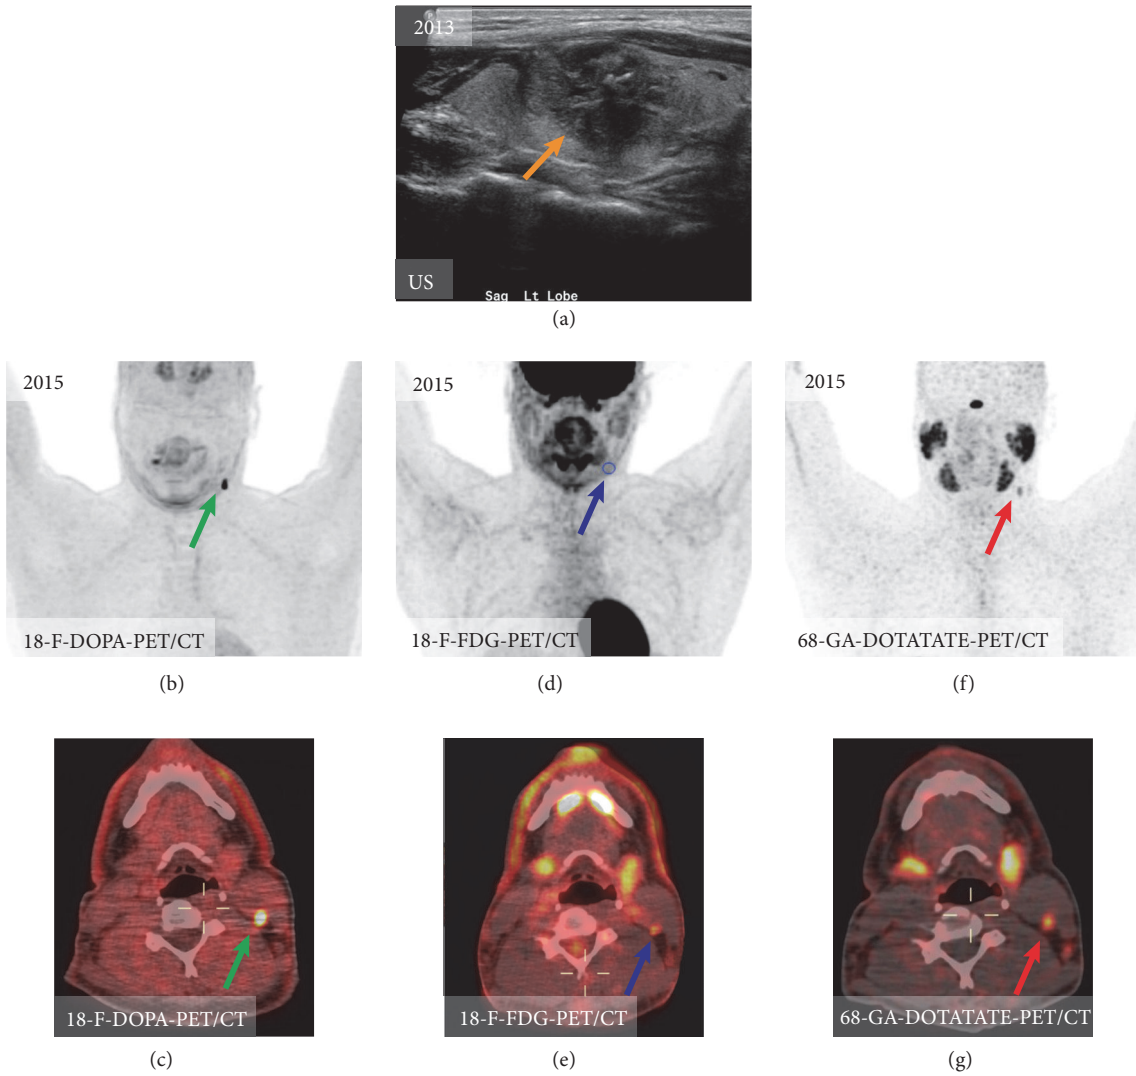 2013
US
Sag Lt Lobe
(a)
2015
2015
2015
18-F-DOPA-PET/CT
18-F-FDG-PET/CT
68-GA-DOTATATE-PET/CT
(b)
(d)
(f)
18-F-DOPA-PET/CT
18-F-FDG-PET/CT
68-GA-DOTATATE-PET/CT
(c)
(e)
(g)